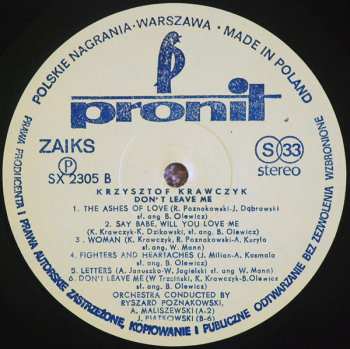 POLSKIE NAGRANIA·WARSZAWA • MADE IN POLAND
pronit
ZAIKS
P
SX 2305 B
S 33
stereo
KRZYSZTOF KRAWCZYK
DON'T LEAVE ME
1. THE ASHES OF LOVE (R. Poznakowski-J. Dąbrowski
sł. ang B. Olewicz)
2. SAY BABE, WILL YOU LOVE ME
(K. Krawczyk-K. Dzikowski, sł. ang B. Olewicz)
3. WOMAN (K. Krawczyk, R. Poznakowski-A. Kuryło
sł. ang. W. Mann)
4. FIGHTERS AND HEARTACHES (J. Milian-A. Kosmala
sł. ang B. Olewicz)
5. LETTERS (A. Januszko-W. Jagielski sł. ang W. Mann)
6. DON'T LEAVE ME (W Trzciński, K. Krawczyk-B.Olewicz
sł. ang. B. Olewicz)
ORCHESTRA CONDUCTED BY
RYSZARD POZNAKOWSKI,
A. MALISZEWSKI (A-2)
J. PIĄTKOWSKI (B-6)
PRAWA PRODUCENTA I PRAWA AUTORSKIE ZASTRZEŻONE, KOPIOWANIE I PUBLICZNE ODTWARZANIE BEZ ZEZWOLENIA WZBRONIONE